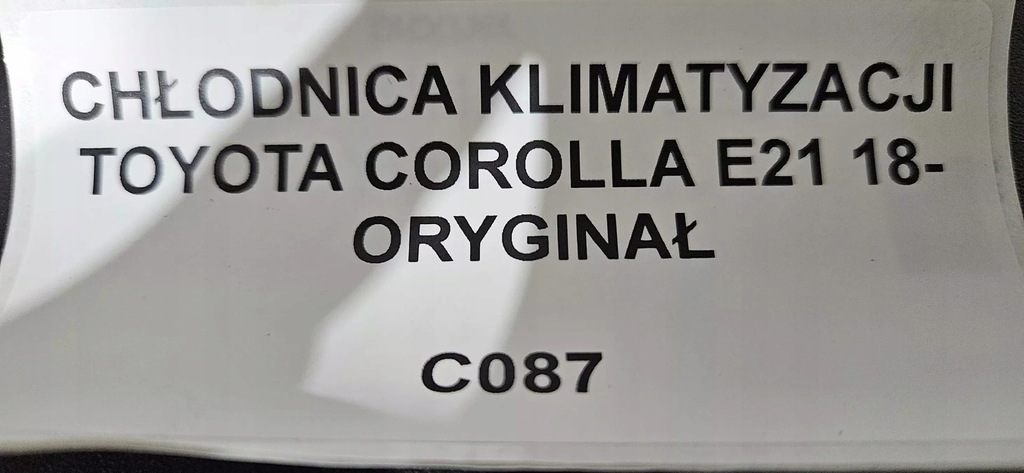 CHŁODNICA KLIMATYZACJI
TOYOTA COROLLA E21 18-
ORYGINAŁ
C087